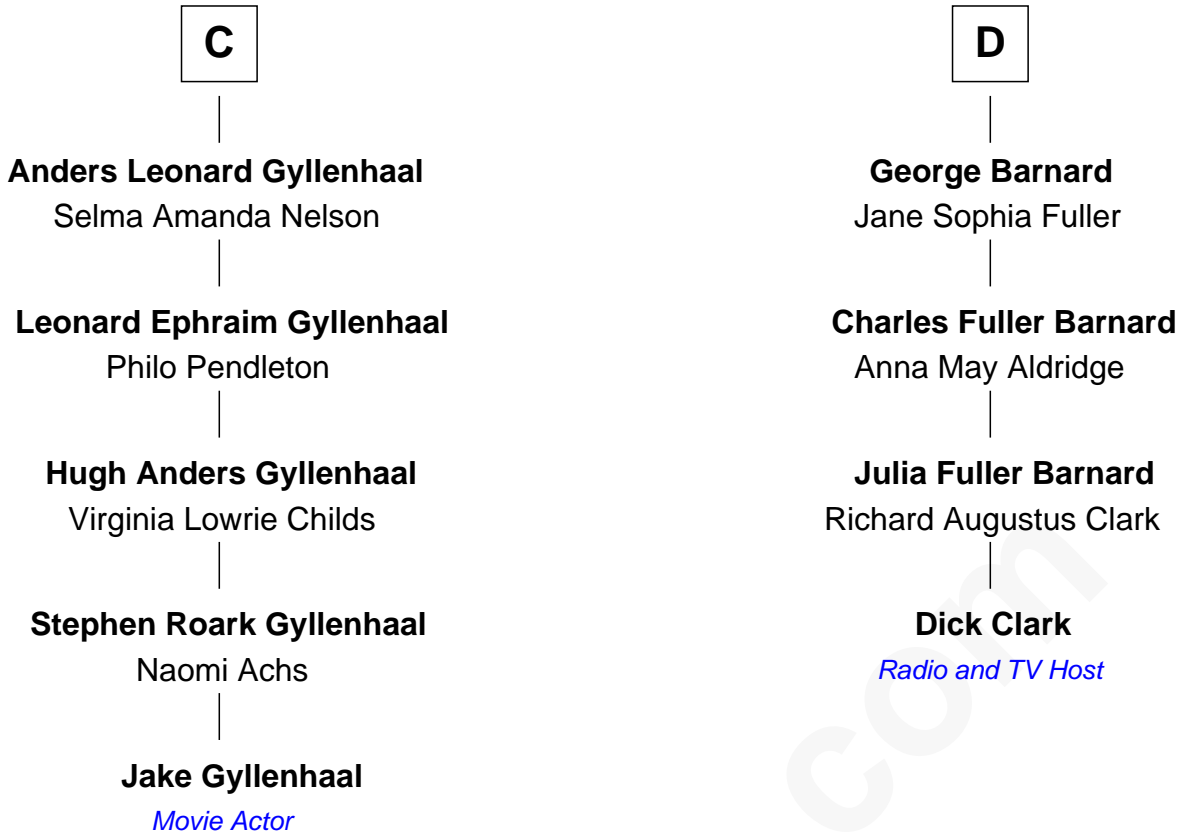 C
Anders Leonard Gyllenhaal
Selma Amanda Nelson
Leonard Ephraim Gyllenhaal
Philo Pendleton
Hugh Anders Gyllenhaal
Virginia Lowrie Childs
Stephen Roark Gyllenhaal
Naomi Achs
Jake Gyllenhaal
Movie Actor
D
George Barnard
Jane Sophia Fuller
Charles Fuller Barnard
Anna May Aldridge
Julia Fuller Barnard
Richard Augustus Clark
Dick Clark
Radio and TV Host
com